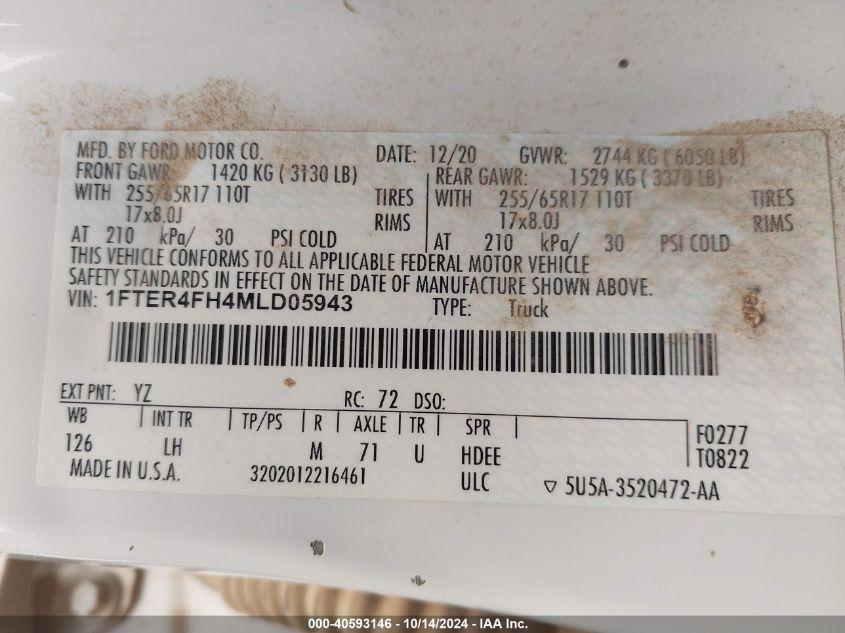 MFD. BY FORD MOTOR CO. DATE: 12/20 GVWR: 2744 KG ( 6050 LB)
FRONT GAWR: 1420 KG ( 3130 LB) REAR GAWR: 1529 KG ( 3370 LB)
WITH 255/65R17 110T TIRES WITH 255/65R17 110T TIRES
17x8.0J RIMS 17x8.0J RIMS
AT 210 kPa/ 30 PSI COLD AT 210 kPa/ 30 PSI COLD
THIS VEHICLE CONFORMS TO ALL APPLICABLE FEDERAL MOTOR VEHICLE
SAFETY STANDARDS IN EFFECT ON THE DATE OF MANUFACTURE SHOWN ABOVE.
VIN: 1FTER4FH4MLD05943 TYPE: Truck
EXT PNT: YZ RC: 72 DSO:
WB INT TR TP/PS R AXLE TR SPR F0277
126 LH M 71 U HDEE T0822
MADE IN U.S.A. 3202012216461 ULC ▽ 5U5A-3520472-AA
000-40593146 - 10/14/2024 - IAA Inc.